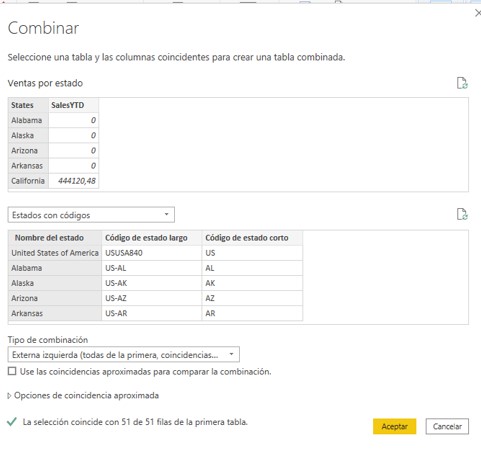 Combinar
Seleccione una tabla y las columnas coincidentes para crear una tabla combinada.
Ventas por estado
States SalesYTD
Alabama 0
Alaska 0
Arizona 0
Arkansas 0
California 444120,48
Estados con códigos
Nombre del estado Código de estado largo Código de estado corto
United States of America USUSA840 US
Alabama US-AL AL
Alaska US-AK AK
Arizona US-AZ AZ
Arkansas US-AR AR
Tipo de combinación
Externa izquierda (todas de la primera, coincidencias...
Use las coincidencias aproximadas para comparar la combinación.
Opciones de coincidencia aproximada
La selección coincide con 51 de 51 filas de la primera tabla.
Aceptar Cancelar